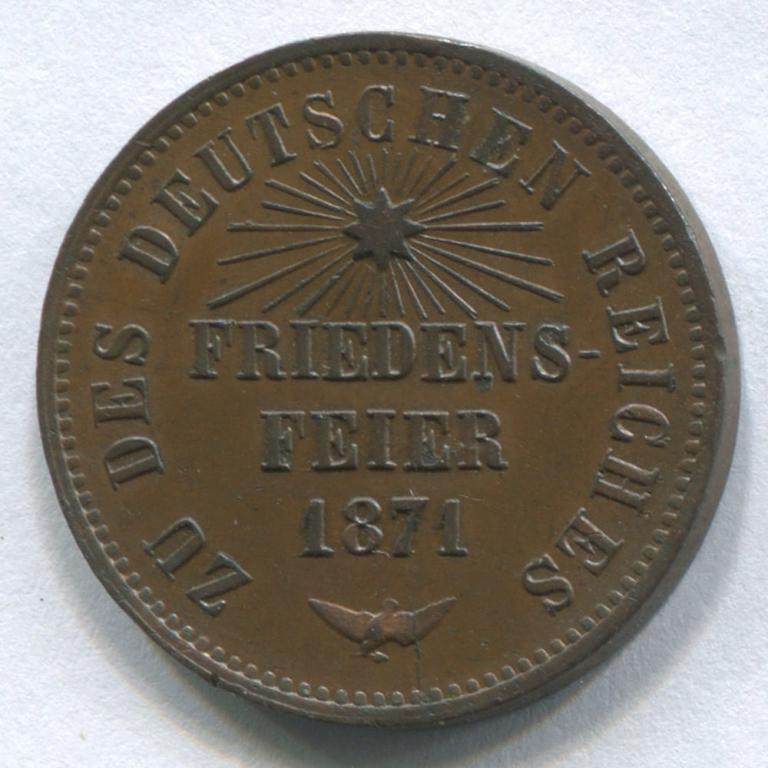 ZU DES DEUTSCHEN REICHES
FRIEDENS-
FEIER
1871